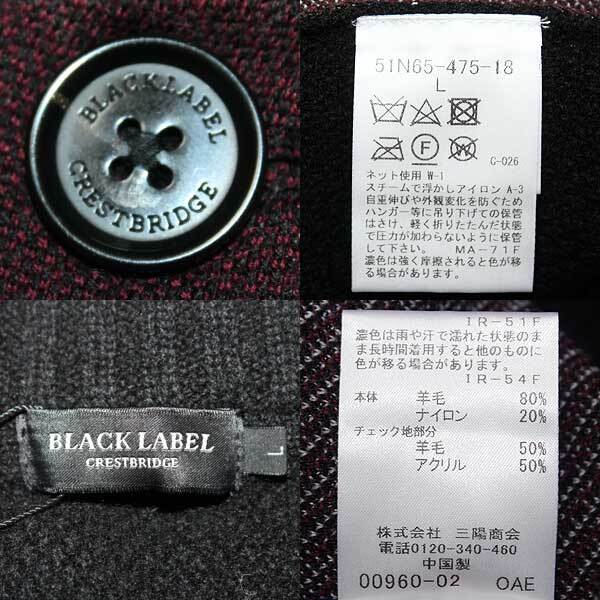 BLACK LABEL
CRESTBRIDGE
51N65-475-18
L
F
C-026
ネット使用 W-1
スチームで浮かしアイロン A-3
自重伸びや外観変化を防ぐため
ハンガー等に吊り下げての保管
はさけ、軽く折りたたんだ状態
で圧力が加わらないように保管
して下さい。 MA-71F
濃色は強く摩擦されると色が移
る場合があります。
BLACK LABEL
CRESTBRIDGE
L
IR-51F
濃色は雨や汗で濡れた状態のま
ま長時間着用すると他のものに
色が移る場合があります。
IR-54F
本体 羊毛 80%
ナイロン 20%
チェック地部分
羊毛 50%
アクリル 50%
株式会社 三陽商会
電話0120-340-460
中国製
00960-02 OAE